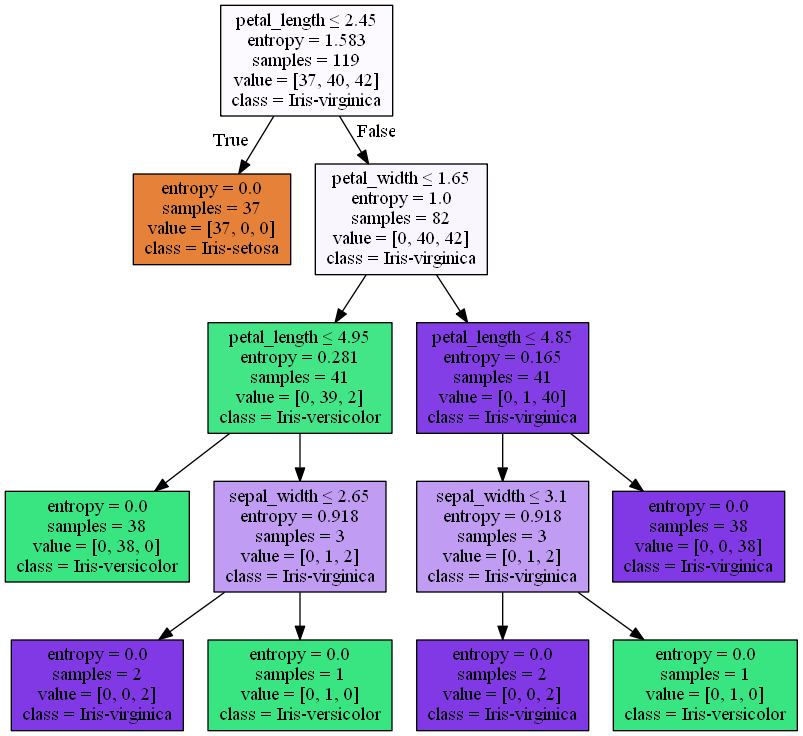 petal_length ≤ 2.45
entropy = 1.583
samples = 119
value = [37, 40, 42]
class = Iris-virginica
True
False
entropy = 0.0
samples = 37
value = [37, 0, 0]
class = Iris-setosa
petal_width ≤ 1.65
entropy = 1.0
samples = 82
value = [0, 40, 42]
class = Iris-virginica
petal_length ≤ 4.95
entropy = 0.281
samples = 41
value = [0, 39, 2]
class = Iris-versicolor
petal_length ≤ 4.85
entropy = 0.165
samples = 41
value = [0, 1, 40]
class = Iris-virginica
entropy = 0.0
samples = 38
value = [0, 38, 0]
class = Iris-versicolor
sepal_width ≤ 2.65
entropy = 0.918
samples = 3
value = [0, 1, 2]
class = Iris-virginica
sepal_width ≤ 3.1
entropy = 0.918
samples = 3
value = [0, 1, 2]
class = Iris-virginica
entropy = 0.0
samples = 38
value = [0, 0, 38]
class = Iris-virginica
entropy = 0.0
samples = 2
value = [0, 0, 2]
class = Iris-virginica
entropy = 0.0
samples = 1
value = [0, 1, 0]
class = Iris-versicolor
entropy = 0.0
samples = 2
value = [0, 0, 2]
class = Iris-virginica
entropy = 0.0
samples = 1
value = [0, 1, 0]
class = Iris-versicolor